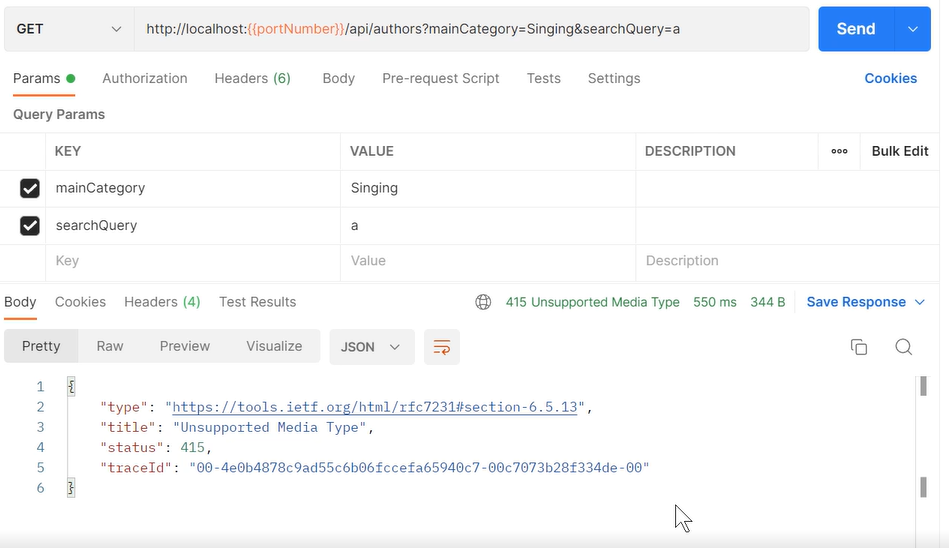 GET http://localhost:{{portNumber}}/api/authors?mainCategory=Singing&searchQuery=a Send
Params Authorization Headers (6) Body Pre-request Script Tests Settings Cookies
Query Params
KEY VALUE DESCRIPTION ooo Bulk Edit
mainCategory Singing
searchQuery a
Key Value Description
Body Cookies Headers (4) Test Results 415 Unsupported Media Type 550 ms 344 B Save Response
Pretty Raw Preview Visualize JSON
1 {
2 "type": "https://tools.ietf.org/html/rfc7231#section-6.5.13",
3 "title": "Unsupported Media Type",
4 "status": 415,
5 "traceId": "00-4e0b4878c9ad55c6b06fccefa65940c7-00c7073b28f334de-00"
6 }